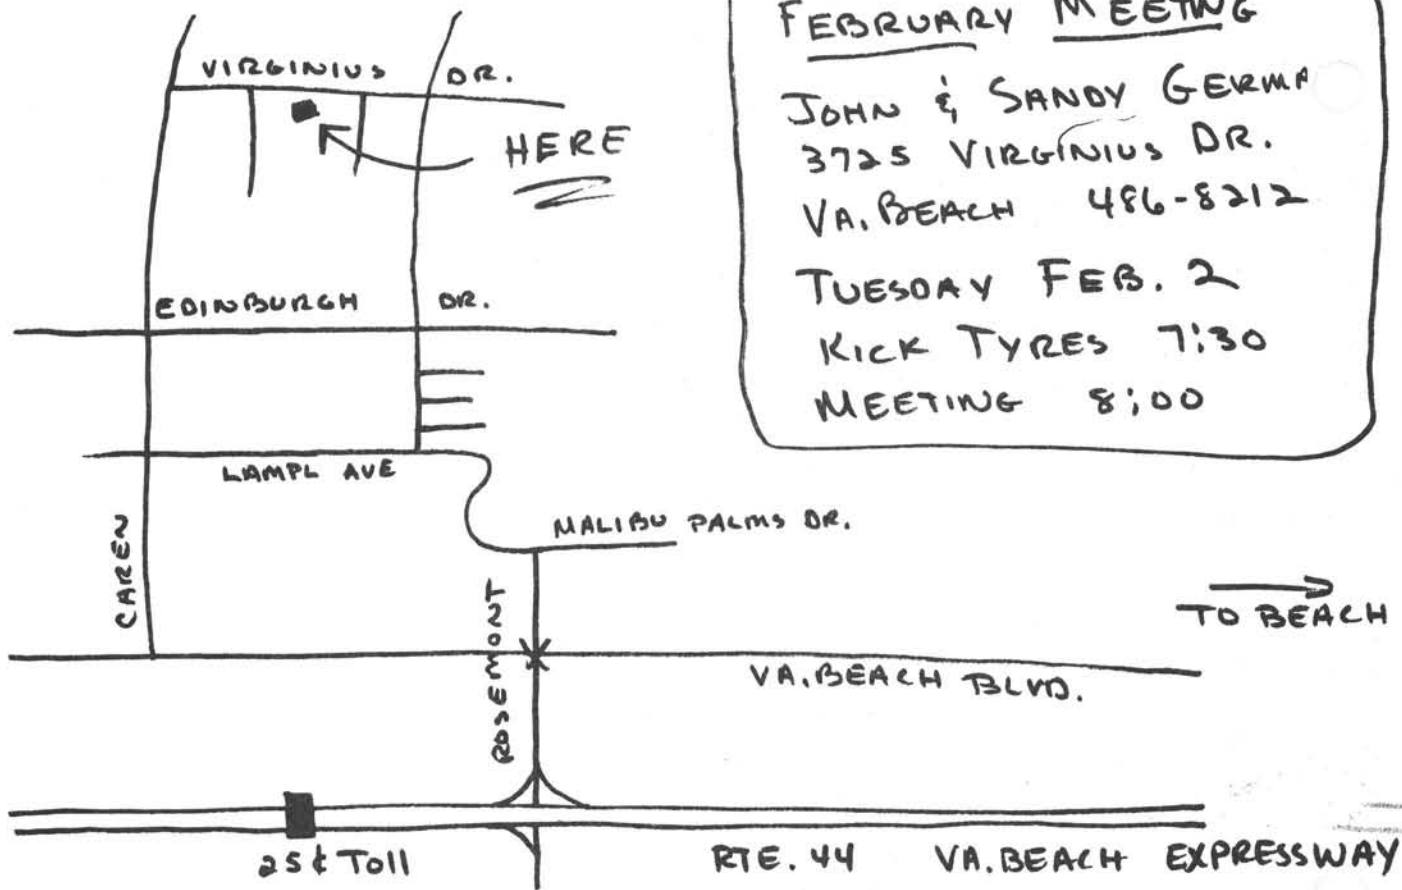 FEBRUARY MEETING
JOHN & SANDY
3725 VIRGINIUS DR.
VA. BEACH 486-8212
TUESDAY FEB. 2
KICK TYRES 7:30
MEETING 8:00
VIRGINIUS DR.
HERE
EDINBURGH DR.
LAMPL AVE
MALIBU PALMS DR.
CAREN
ROSEMONT
TO BEACH
VA. BEACH BLVD.
25¢ Toll
RTE. 44 VA. BEACH EXPRESSWAY